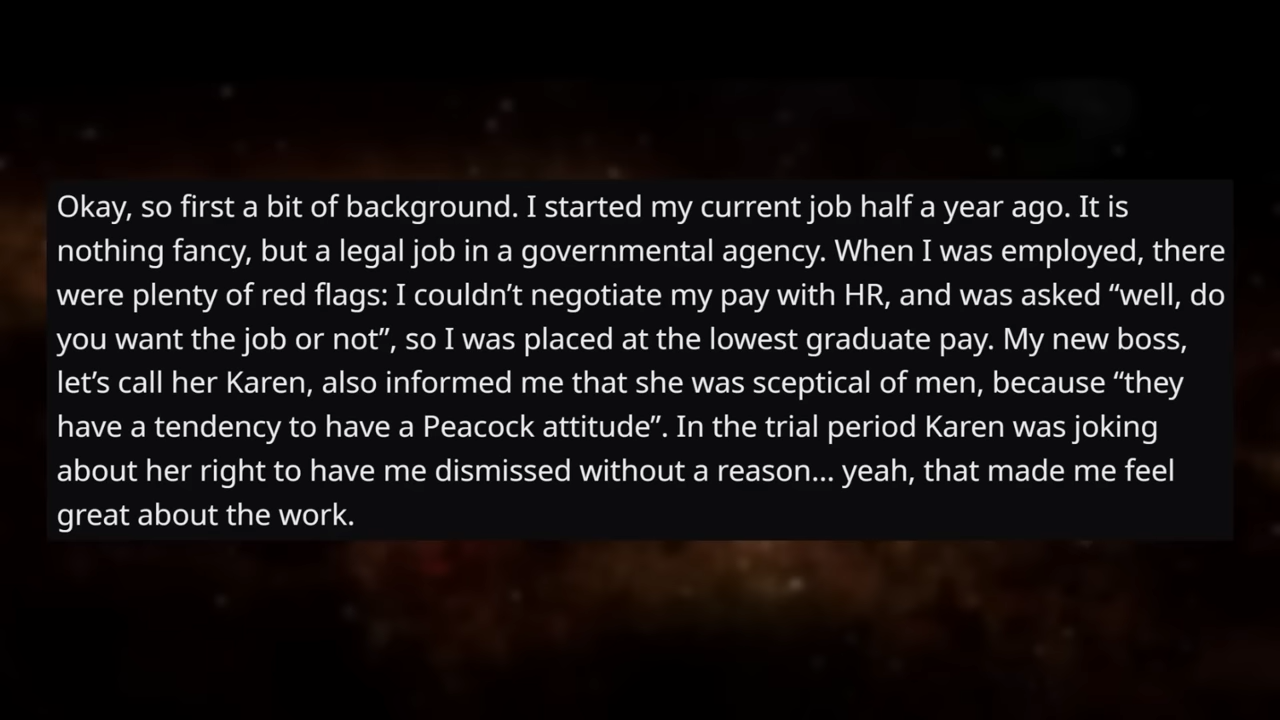 Okay, so first a bit of background. I started my current job half a year ago. It is
nothing fancy, but a legal job in a governmental agency. When I was employed, there
were plenty of red flags: I couldn’t negotiate my pay with HR, and was asked “well, do
you want the job or not”, so I was placed at the lowest graduate pay. My new boss,
let’s call her Karen, also informed me that she was sceptical of men, because “they
have a tendency to have a Peacock attitude”. In the trial period Karen was joking
about her right to have me dismissed without a reason... yeah, that made me feel
great about the work.